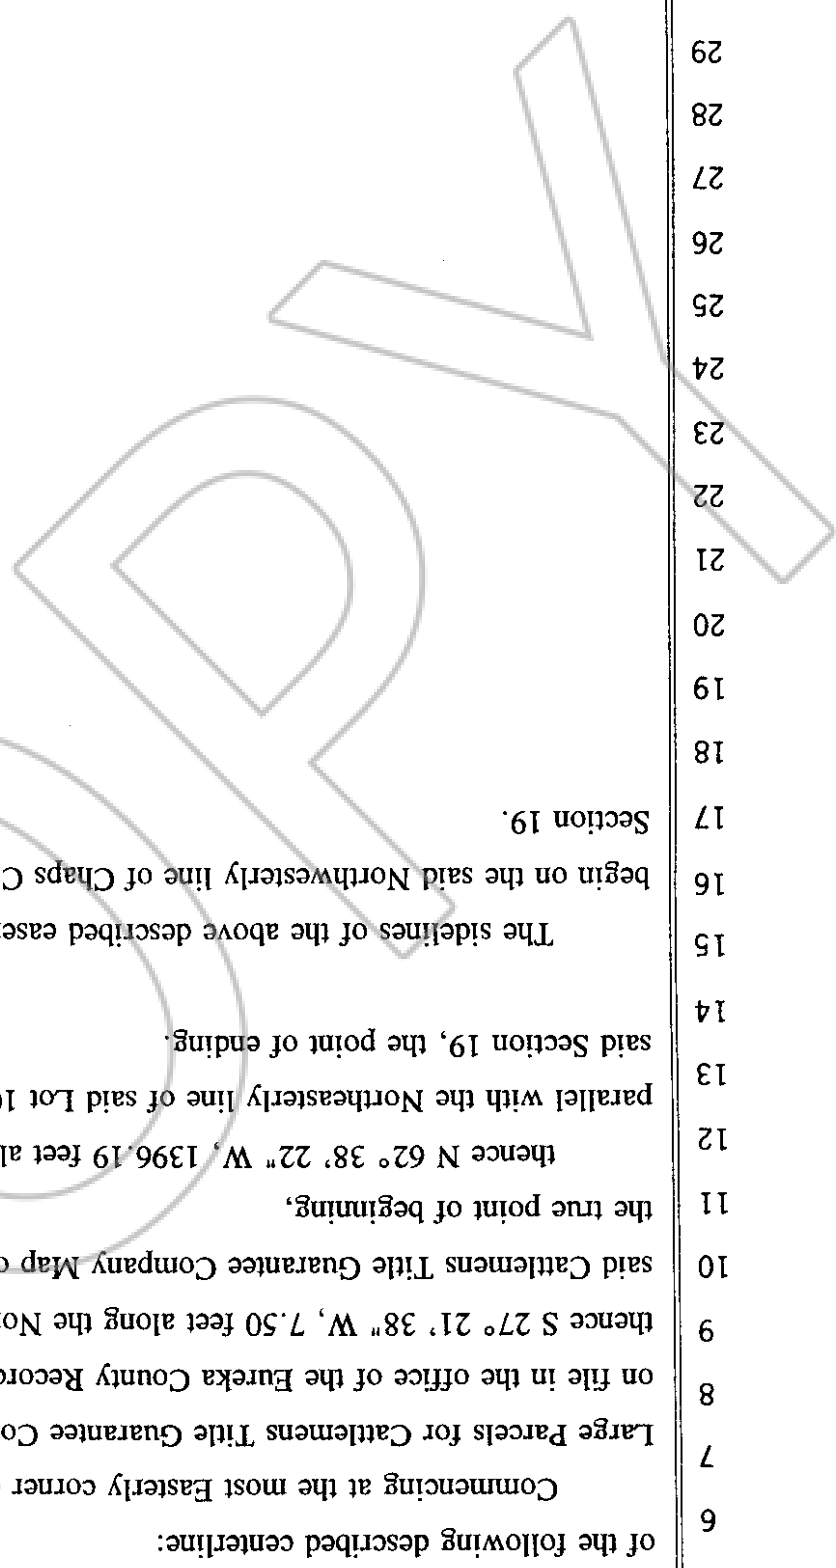 6 of the following described centerline:
Commencing at the most Easterly corner
7 Large Parcels for Cattlemens Title Guarantee
8 on file in the office of the Eureka County
9 thence S 27° 21' 38" W, 7.50 feet along the
10 said Cattlemens Title Guarantee Company Map
11 the true point of beginning,
12 thence N 62° 38' 22" W, 1396.19 feet
13 parallel with the Northeasterly line of said Lot
said Section 19, the point of ending.
14
15 The sidelines of the above described
16 begin on the said Northwesterly line of Chaps
17 Section 19.
18
19
20
21
22
23
24
25
26
27
28
29
OPY